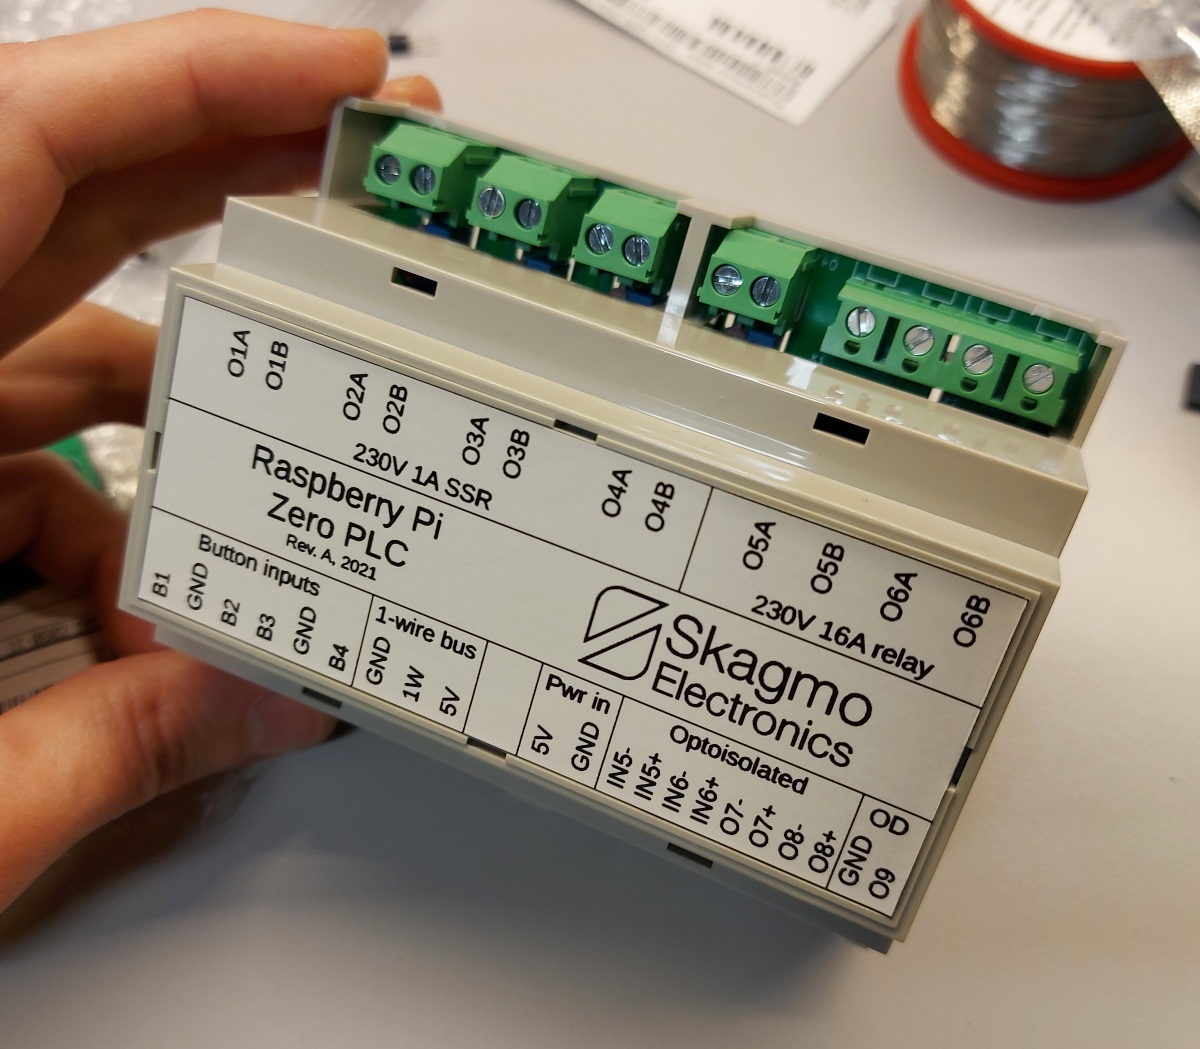 O1A
O1B
O2A
O2B
O3A
O3B
O4A
O4B
230V 1A SSR
O5A
O5B
O6A
O6B
230V 16A relay
Raspberry Pi
Zero PLC
Rev. A, 2021
Skagmo
Electronics
Button inputs
B1
GND
B2
B3
GND
B4
1-wire bus
GND
1W
5V
Pwr in
5V
GND
Optoisolated
IN5-
IN5+
IN6-
IN6+
O7-
O7+
O8-
O8+
OD
GND
O9